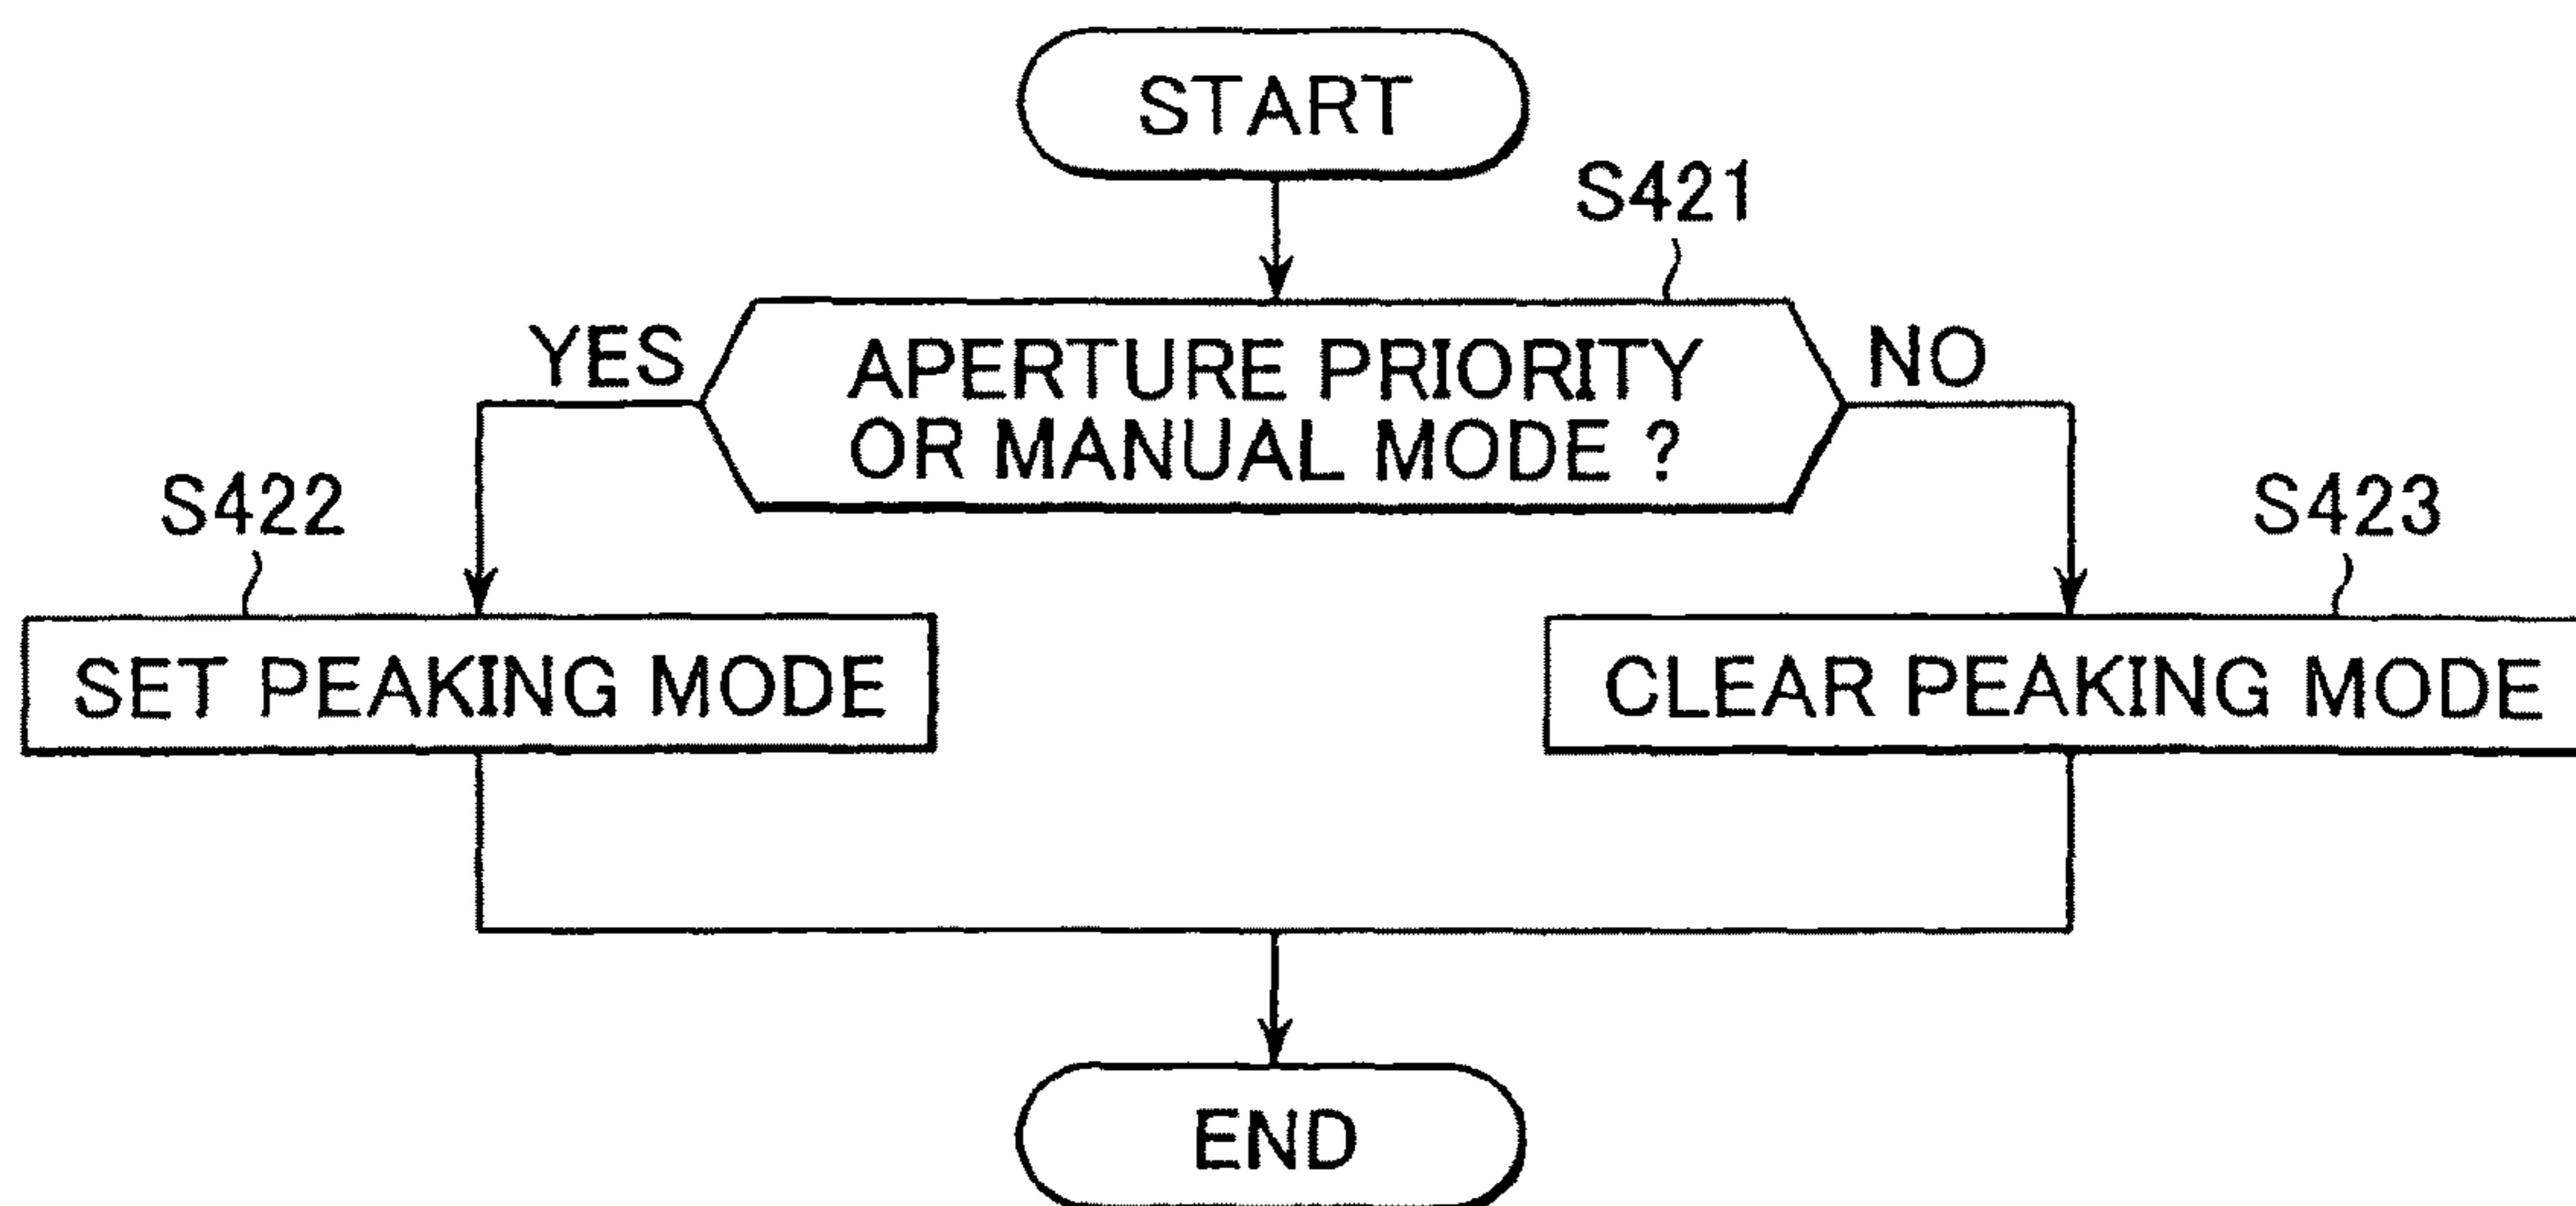 START
S421
YES
APERTURE PRIORITY
OR MANUAL MODE ?
NO
S422
S423
SET PEAKING MODE
CLEAR PEAKING MODE
END